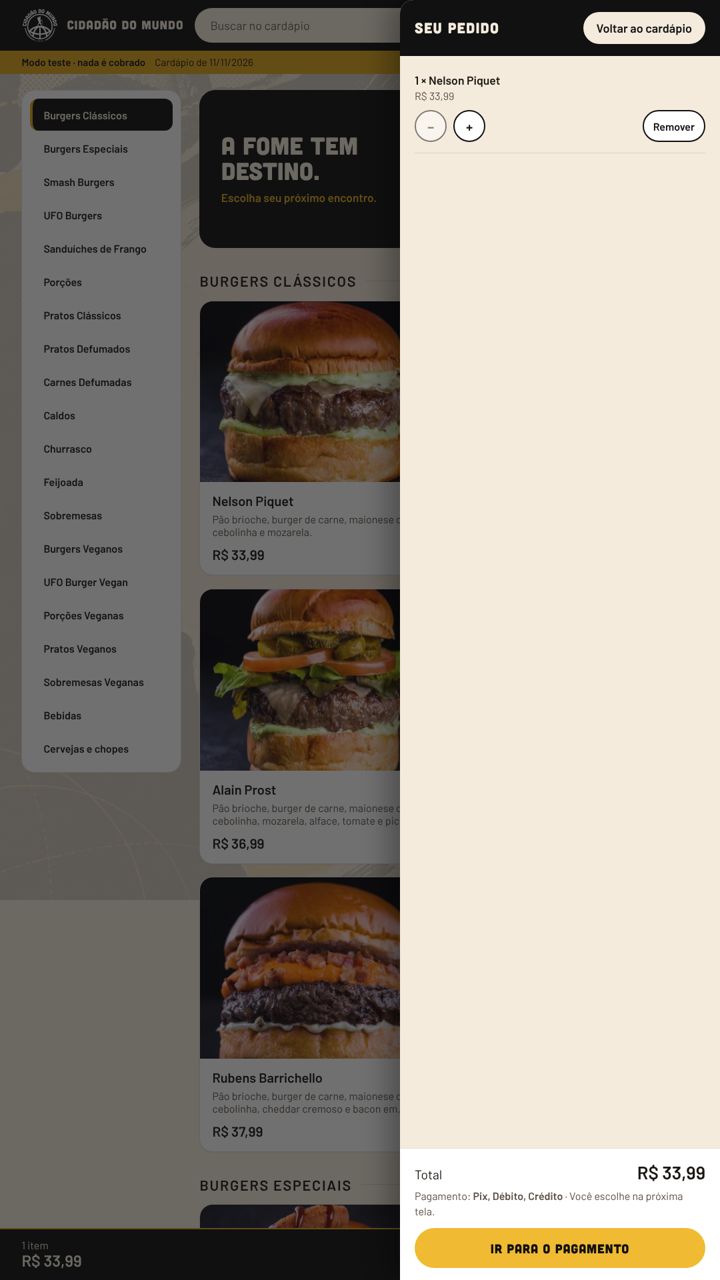 CIDADÃO DO MUNDO
CIDADÃO DO MUNDO
Buscar no cardápio
Modo teste · nada é cobrado Cardápio de 11/11/2026
Burgers Clássicos
Burgers Especiais
Smash Burgers
UFO Burgers
Sanduíches de Frango
Porções
Pratos Clássicos
Pratos Defumados
Carnes Defumadas
Caldos
Churrasco
Feijoada
Sobremesas
Burgers Veganos
UFO Burger Vegan
Porções Veganas
Pratos Veganos
Sobremesas Veganas
Bebidas
Cervejas e chopes
A FOME TEM
DESTINO.
Escolha seu próximo encontro.
BURGERS CLÁSSICOS
Nelson Piquet
Pão brioche, burger de carne, maionese
cebolinha e mozarela.
R$ 33,99
Alain Prost
Pão brioche, burger de carne, maionese
cebolinha, mozarela, alface, tomate e
R$ 36,99
Rubens Barrichello
Pão brioche, burger de carne, maionese
cebolinha, cheddar cremoso e bacon em
R$ 37,99
BURGERS ESPECIAIS
1 item
R$ 33,99
SEU PEDIDO
Voltar ao cardápio
1 × Nelson Piquet
R$ 33,99
−
+
Remover
Total R$ 33,99
Pagamento: Pix, Débito, Crédito · Você escolhe na próxima
tela.
IR PARA O PAGAMENTO